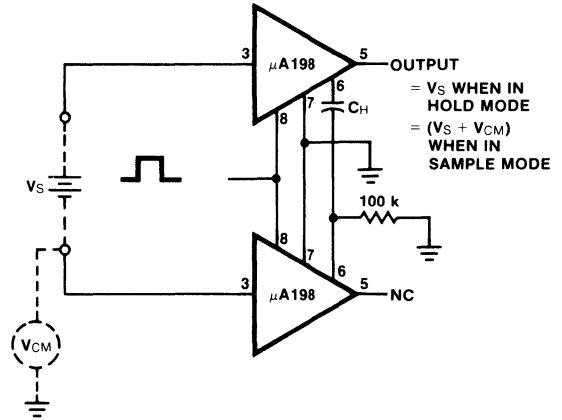 3
μA198
5
OUTPUT
6
= VS WHEN IN
HOLD MODE
7
CH
8
= (VS + VCM)
WHEN IN
SAMPLE MODE
VS
100 k
8
7
6
3
μA198
5
NC
VCM